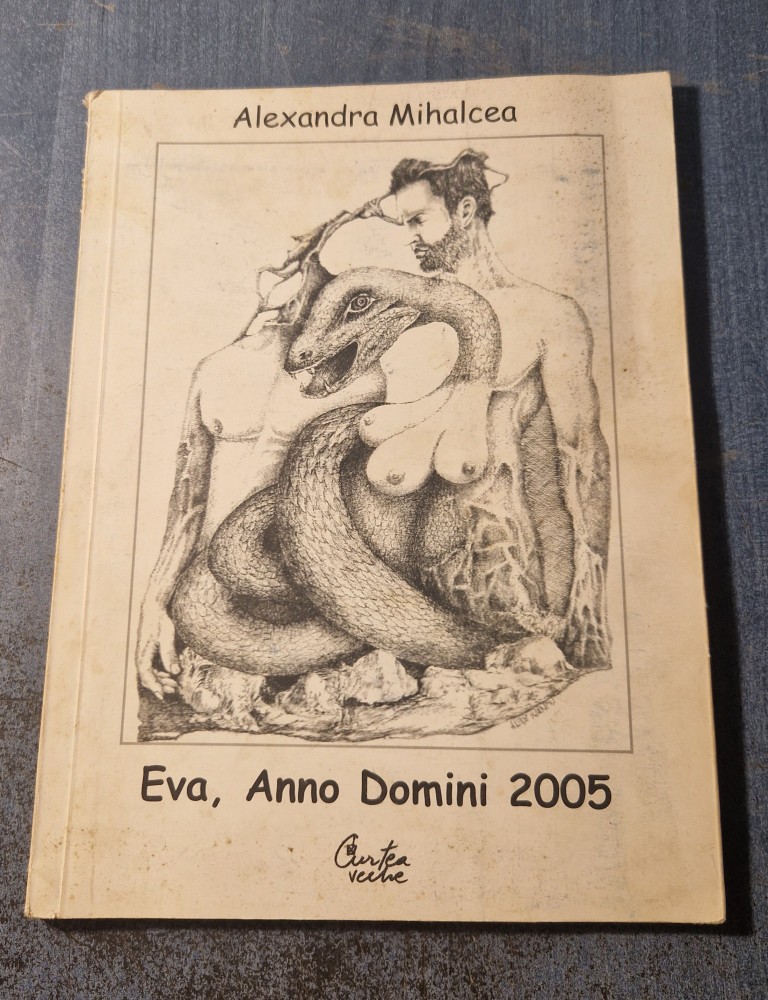 Alexandra Mihalcea
Eva, Anno Domini 2005
Curtea
veche